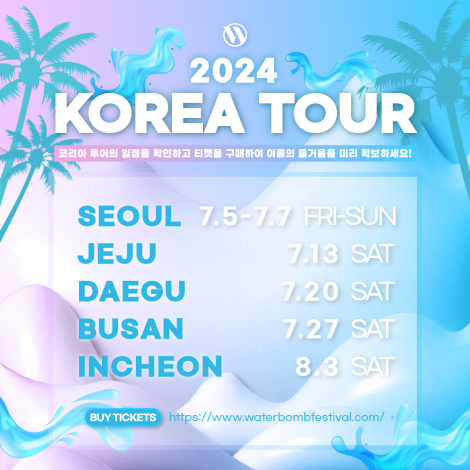 2024
KOREA TOUR
코리아 투어의 일정을 확인하고 티켓을 구매하여 여름의 즐거움을 미리 확보하세요!
SEOUL 7.5-7.7 FRI-SUN
JEJU 7.13 SAT
DAEGU 7.20 SAT
BUSAN 7.27 SAT
INCHEON 8.3 SAT
BUY TICKETS https://www.waterbombfestival.com/